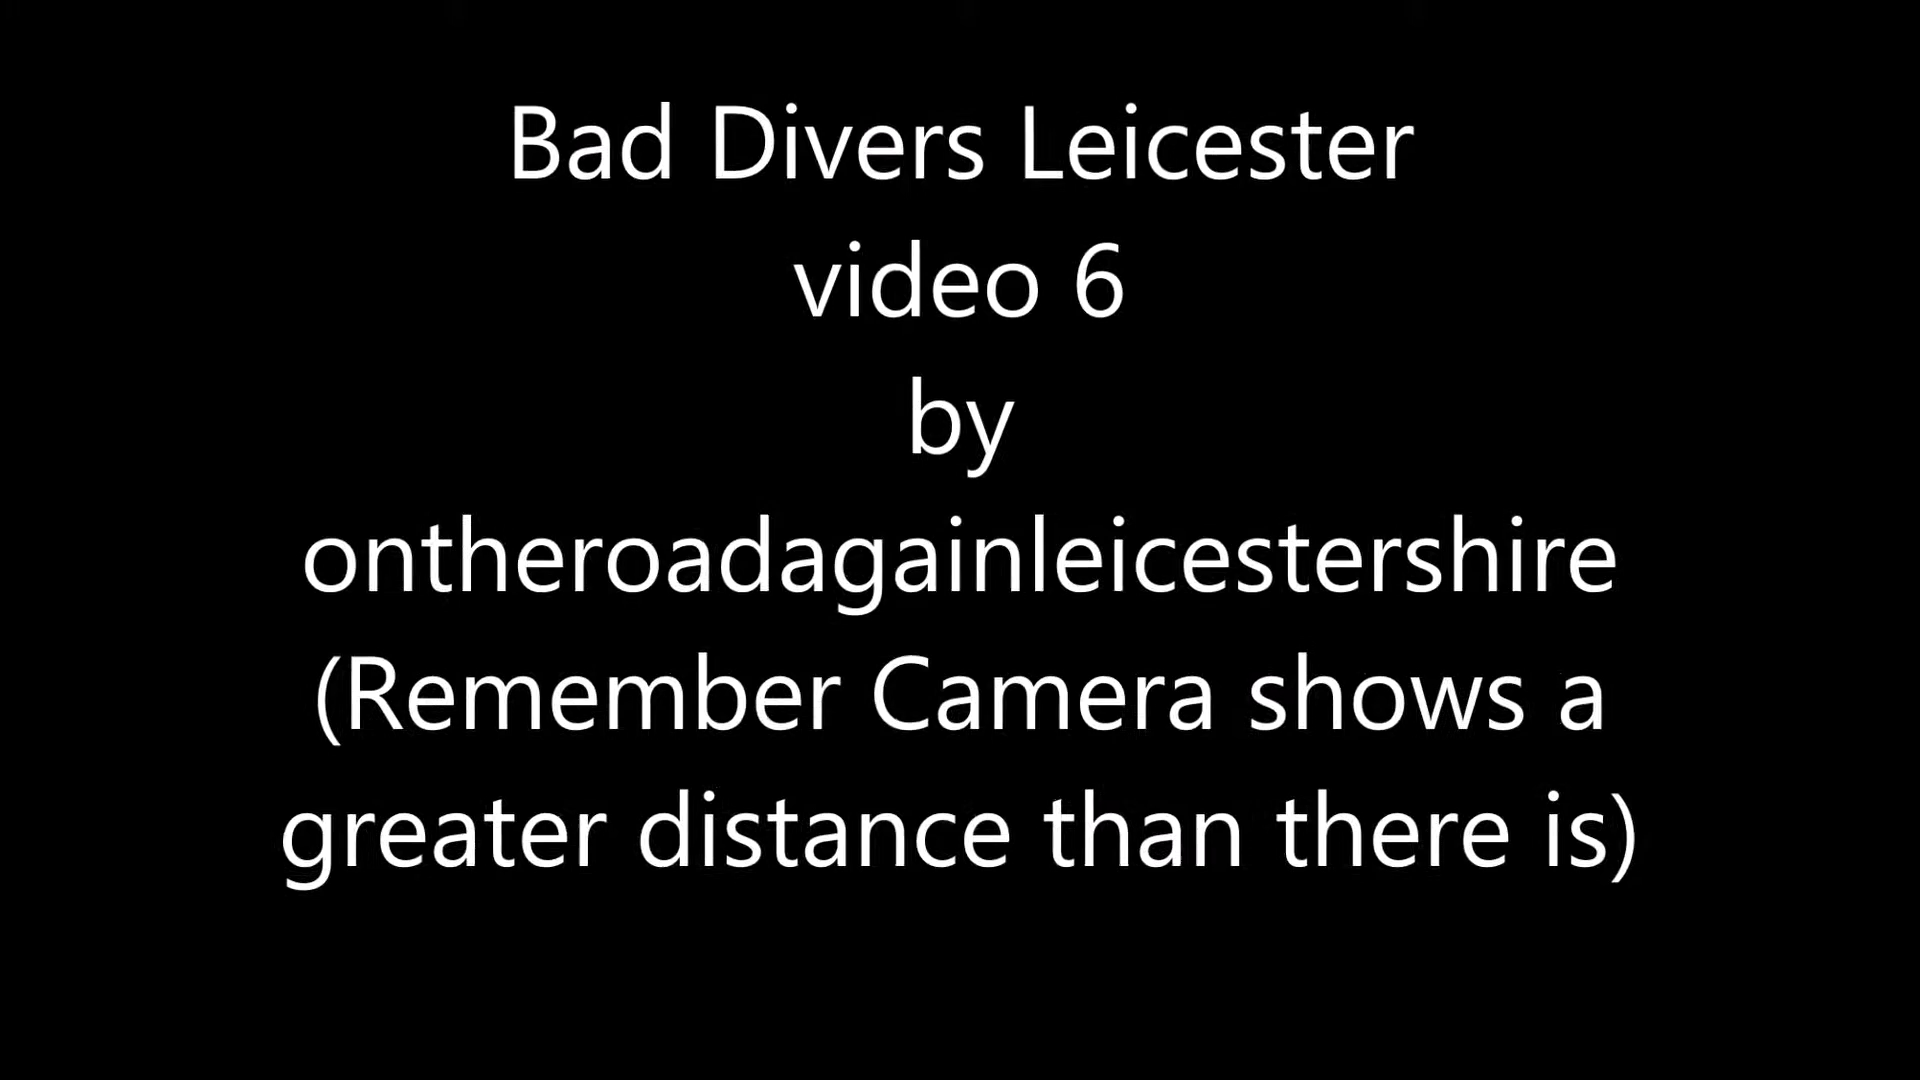 Bad Divers Leicester
video 6
by
ontheroadagainleicestershire
(Remember Camera shows a
greater distance than there is)